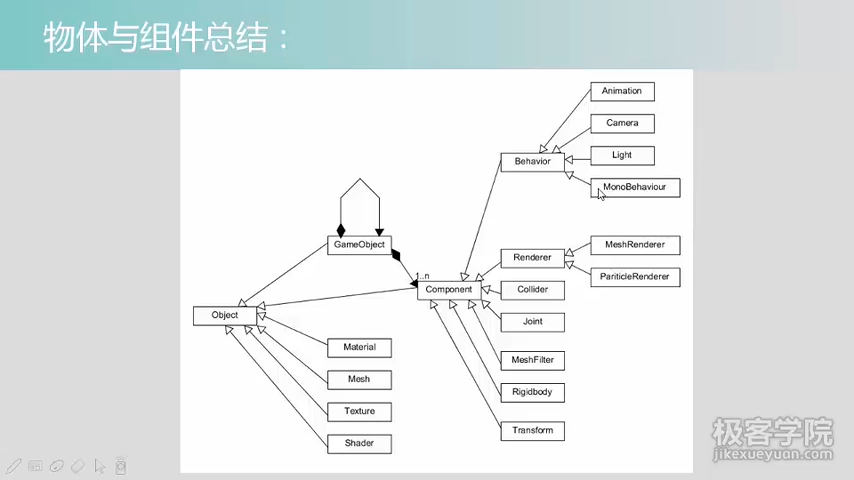 物体与组件总结：
Animation
Camera
Light
MonoBehaviour
Behavior
GameObject
1..n
Renderer
MeshRenderer
PariticleRenderer
Component
Collider
Object
Joint
Material
MeshFilter
Mesh
Rigidbody
Texture
Transform
Shader
极客学院
jikexueyuan.com